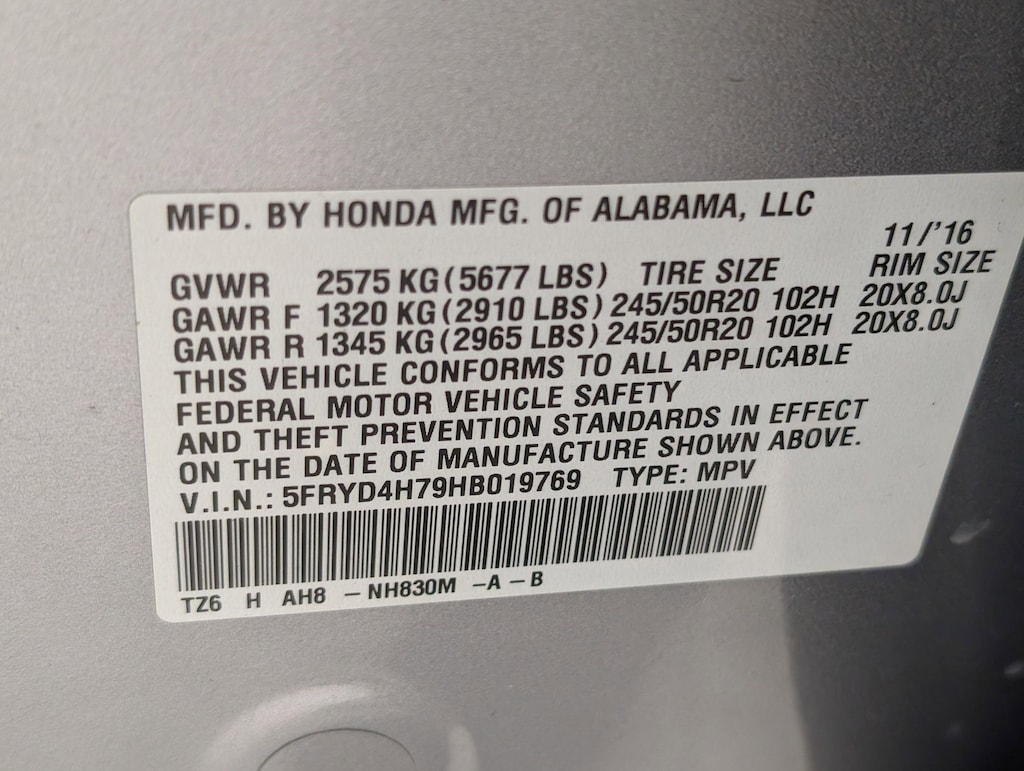 MFD. BY HONDA MFG. OF ALABAMA, LLC
11/'16
GVWR 2575 KG (5677 LBS) TIRE SIZE RIM SIZE
GAWR F 1320 KG (2910 LBS) 245/50R20 102H 20X8.0J
GAWR R 1345 KG (2965 LBS) 245/50R20 102H 20X8.0J
THIS VEHICLE CONFORMS TO ALL APPLICABLE
FEDERAL MOTOR VEHICLE SAFETY
AND THEFT PREVENTION STANDARDS IN EFFECT
ON THE DATE OF MANUFACTURE SHOWN ABOVE.
V.I.N.: 5FRYD4H79HB019769 TYPE: MPV
TZ6 H AH8 – NH830M –A – B